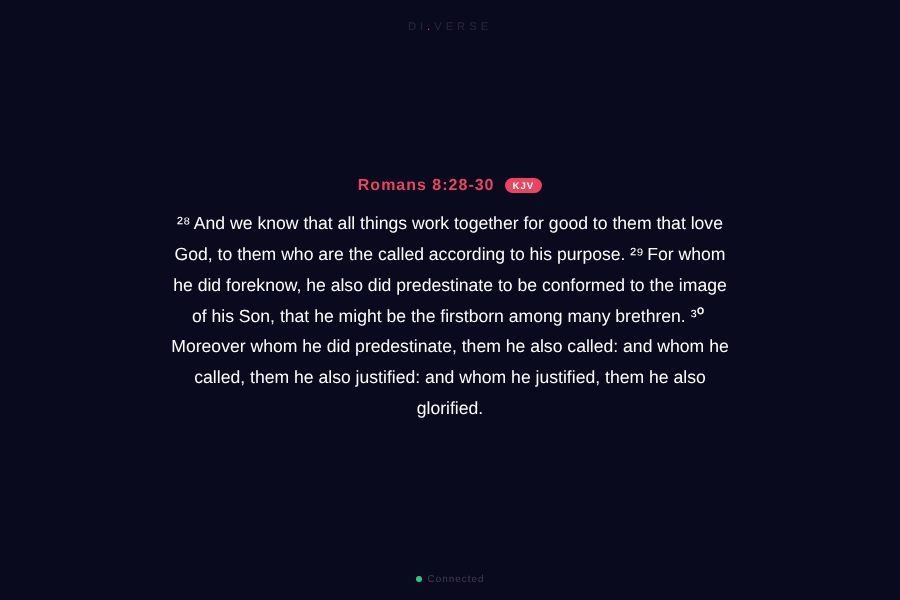 DI.VERSE
Romans 8:28-30 KJV
²⁸ And we know that all things work together for good to them that love
God, to them who are the called according to his purpose. ²⁹ For whom
he did foreknow, he also did predestinate to be conformed to the image
of his Son, that he might be the firstborn among many brethren. ³⁰
Moreover whom he did predestinate, them he also called: and whom he
called, them he also justified: and whom he justified, them he also
glorified.
Connected